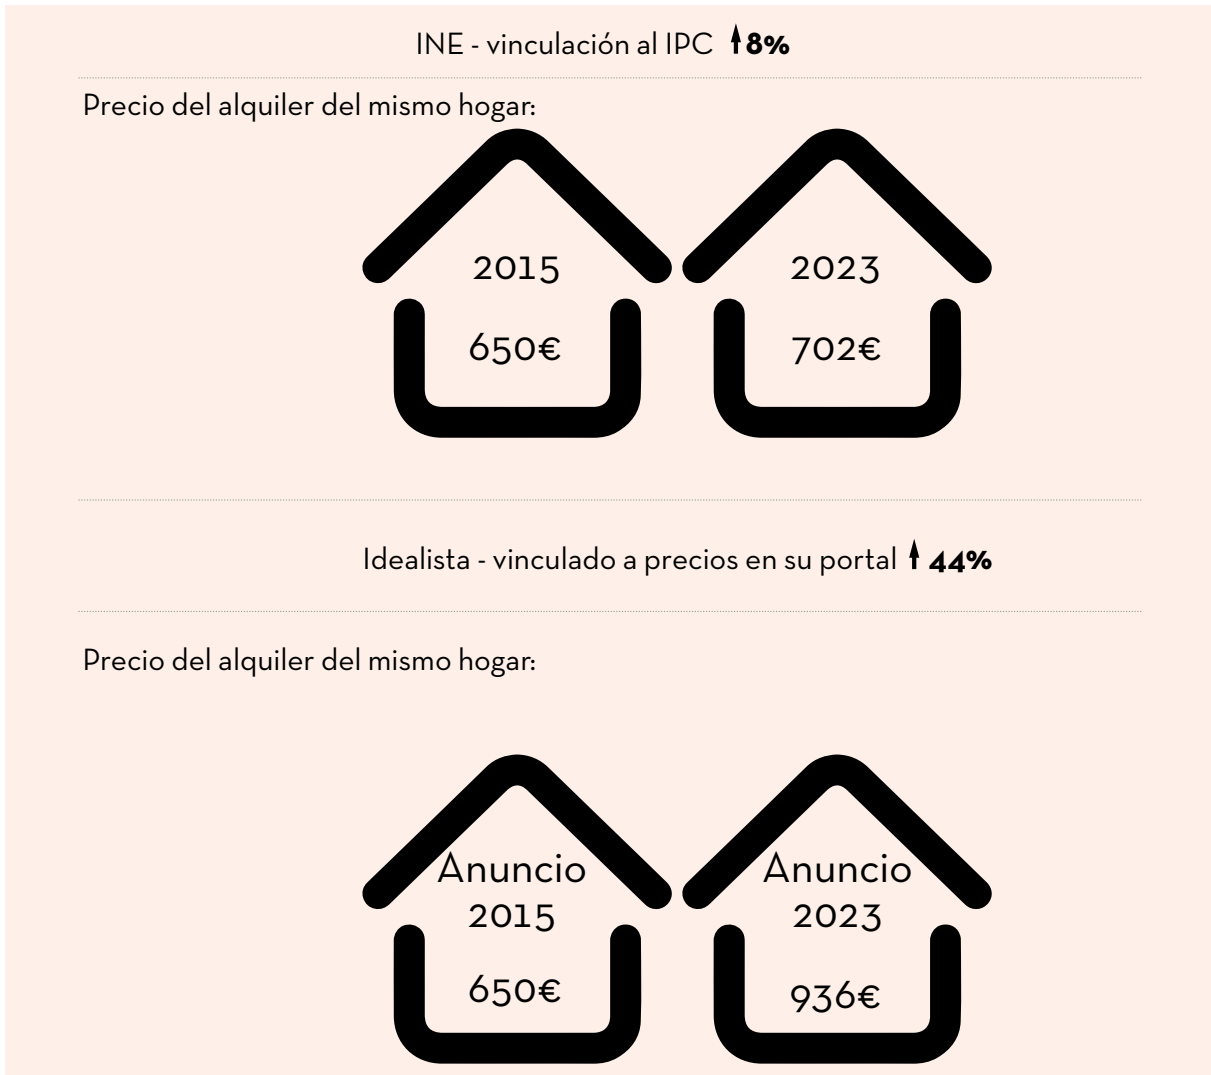 INE - vinculación al IPC 8%
Precio del alquiler del mismo hogar:
2015
2023
650€
702€
Idealista - vinculado a precios en su portal 44%
Precio del alquiler del mismo hogar:
Anuncio
2015
Anuncio
2023
650€
936€